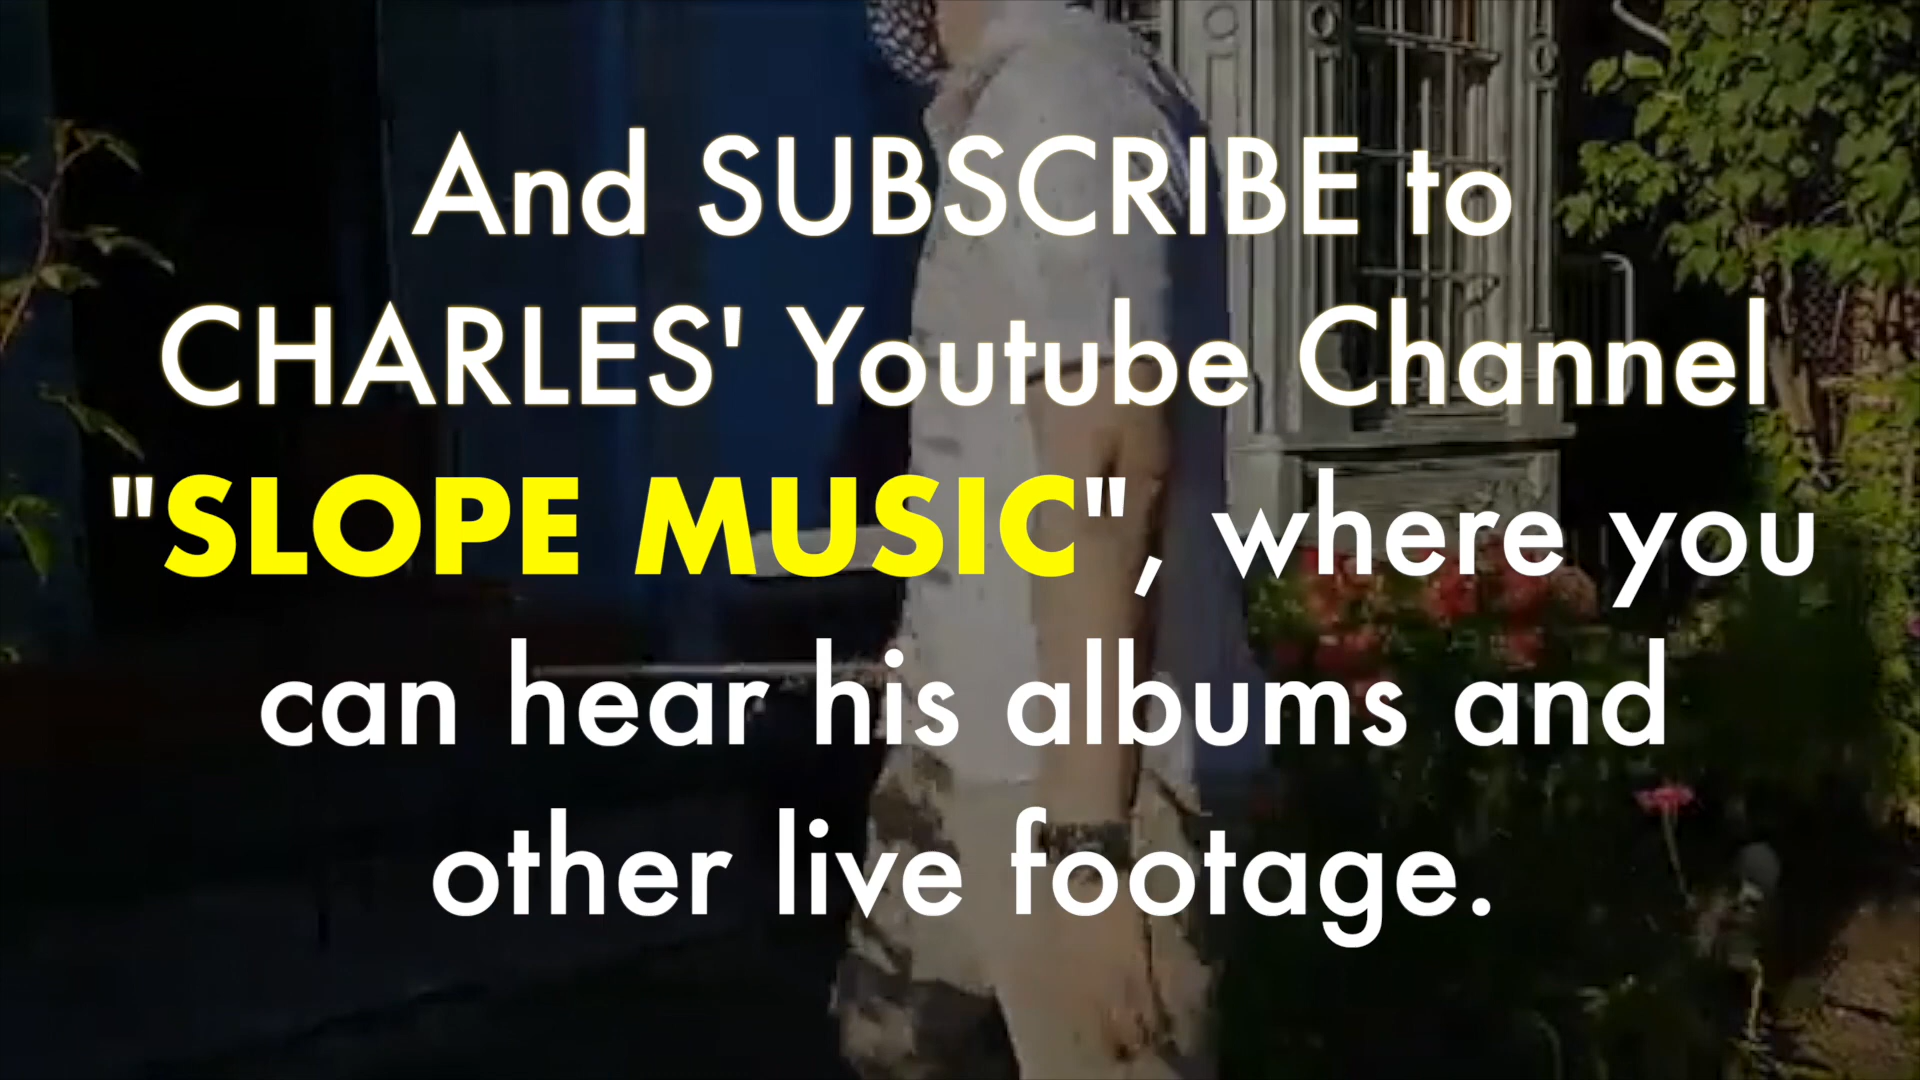 And SUBSCRIBE to
CHARLES' Youtube Channel
"SLOPE MUSIC", where you
can hear his albums and
other live footage.